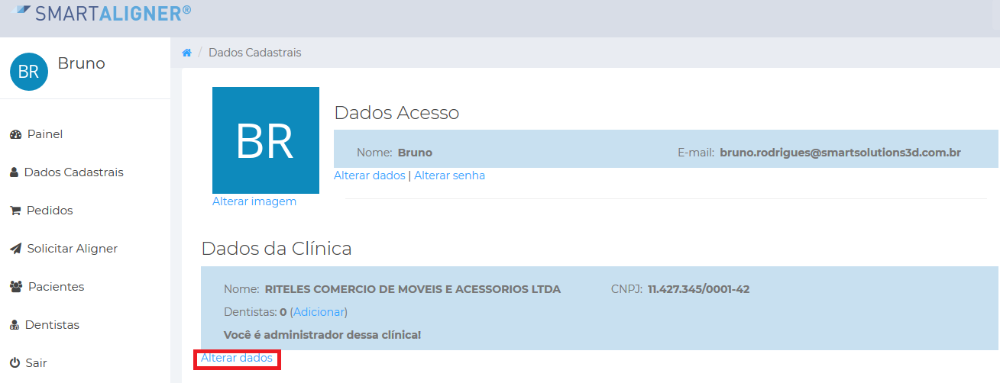 SMARTALIGNER®
BR
Bruno
Painel
Dados Cadastrais
Pedidos
Solicitar Aligner
Pacientes
Dentistas
Sair
/ Dados Cadastrais
BR
Alterar imagem
Dados Acesso
Nome: Bruno
E-mail: bruno.rodrigues@smartsolutions3d.com.br
Alterar dados | Alterar senha
Dados da Clínica
Nome: RITELES COMERCIO DE MOVEIS E ACESSORIOS LTDA
CNPJ: 11.427.345/0001-42
Dentistas: 0 (Adicionar)
Você é administrador dessa clínica!
Alterar dados